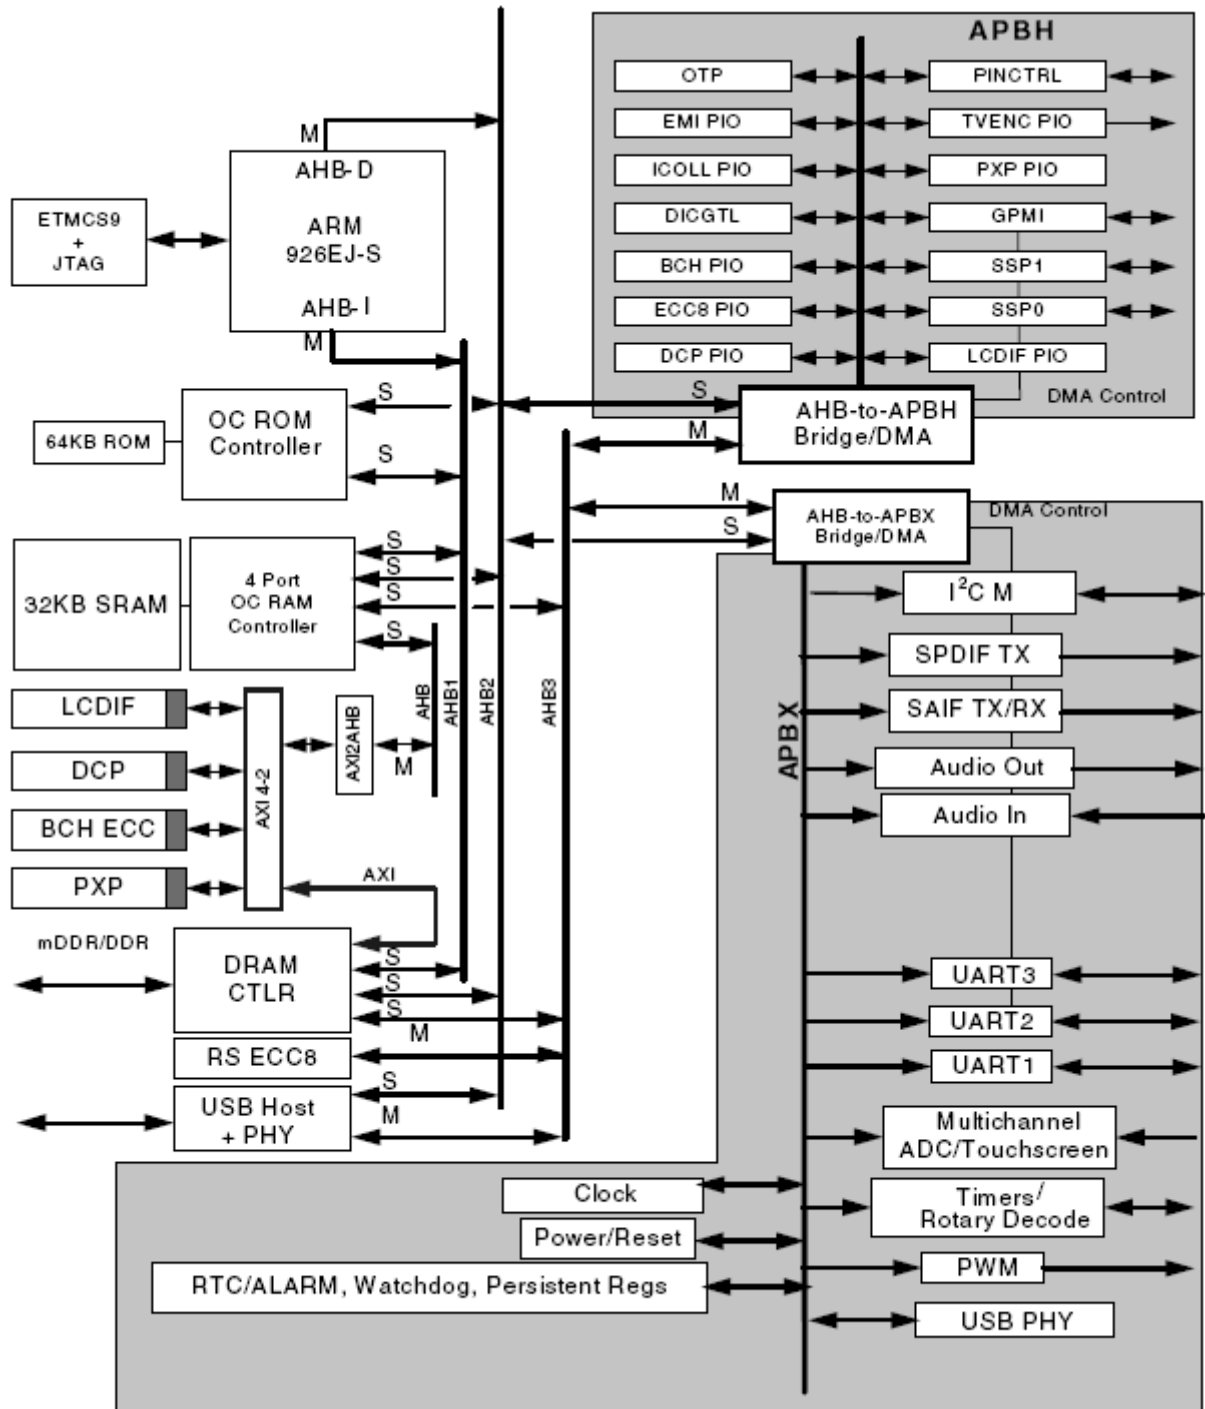 APBH
OTP
PINCTRL
EMI PIO
TVENC PIO
ICOLL PIO
PXP PIO
DICGTL
GPMI
BCH PIO
SSP1
ECC8 PIO
SSP0
DCP PIO
LCDIF PIO
DMA Control
AHB-to-APBH
Bridge/DMA
S
M
M
AHB-D
ARM
926EJ-S
AHB-I
M
ETMCS9
+
JTAG
OC ROM
Controller
64KB ROM
S
S
M
S
AHB-to-APBX
Bridge/DMA
DMA Control
32KB SRAM
4 Port
OC RAM
Controller
S
S
S
S
AHB
AHB1
AHB2
AHB3
LCDIF
DCP
BCH ECC
PXP
AXI 4-2
AXI2AHB
M
AXI
mDDR/DDR
DRAM
CTLR
S
S
S
M
RS ECC8
USB Host
+ PHY
S
M
APBX
I²C M
SPDIF TX
SAIF TX/RX
Audio Out
Audio In
UART3
UART2
UART1
Multichannel
ADC/Touchscreen
Timers/
Rotary Decode
PWM
USB PHY
Clock
Power/Reset
RTC/ALARM, Watchdog, Persistent Regs